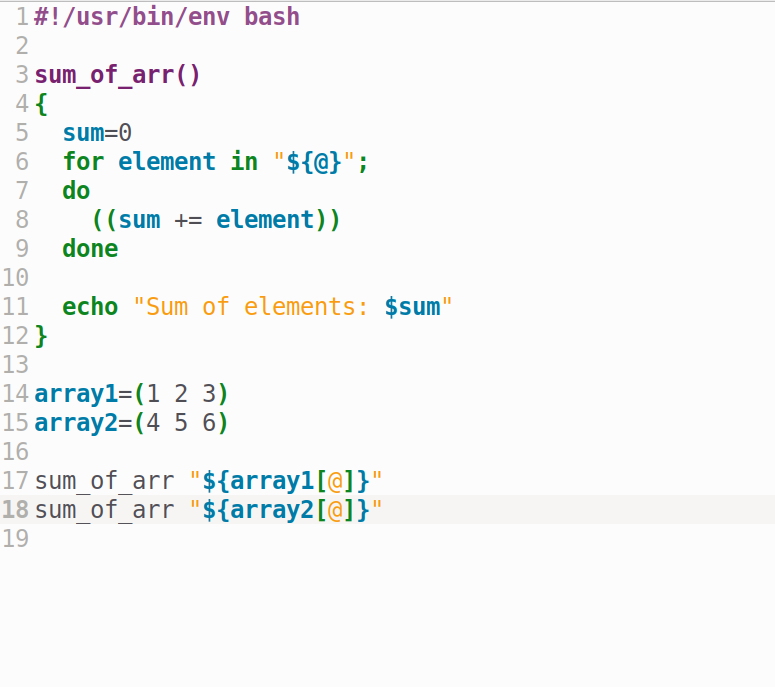 1 #!/usr/bin/env bash
2
3 sum_of_arr()
4 {
5   sum=0
6   for element in "${@}";
7   do
8     ((sum += element))
9   done
10
11   echo "Sum of elements: $sum"
12 }
13
14 array1=(1 2 3)
15 array2=(4 5 6)
16
17 sum_of_arr "${array1[@]}"
18 sum_of_arr "${array2[@]}"
19